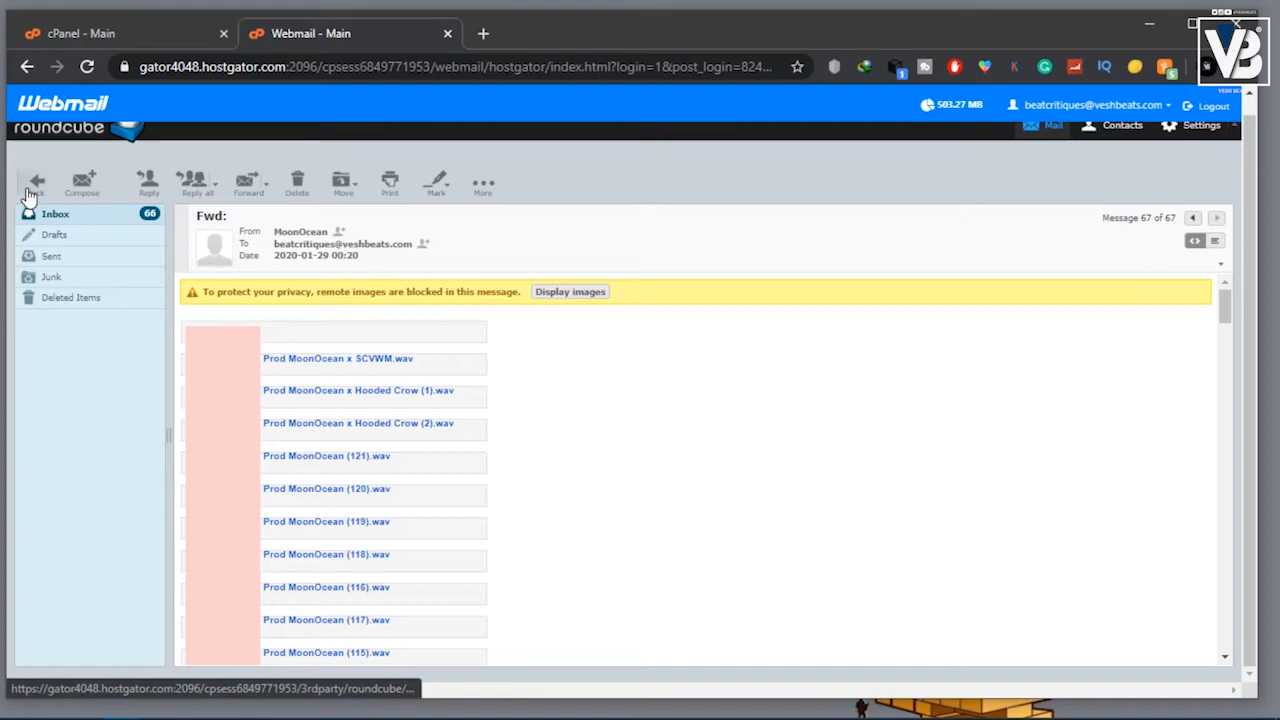 cPanel - Main
Webmail - Main
gator4048.hostgator.com:2096/cpsess6849771953/webmail/hostgator/index.html?login=1&post_login=824...
Webmail
503.27 MB
beatcritiques@veshbeats.com
Logout
roundcube
Mail
Contacts
Settings
Compose
Reply
Reply all
Forward
Delete
Move
Print
Mark
More
Inbox
66
Drafts
Sent
Junk
Deleted Items
Fwd:
Message 67 of 67
From MoonOcean
To beatcritiques@veshbeats.com
Date 2020-01-29 00:20
To protect your privacy, remote images are blocked in this message.
Display images
Prod MoonOcean x SCVWM.wav
Prod MoonOcean x Hooded Crow (1).wav
Prod MoonOcean x Hooded Crow (2).wav
Prod MoonOcean (121).wav
Prod MoonOcean (120).wav
Prod MoonOcean (119).wav
Prod MoonOcean (118).wav
Prod MoonOcean (116).wav
Prod MoonOcean (117).wav
Prod MoonOcean (115).wav
https://gator4048.hostgator.com:2096/cpsess6849771953/3rdparty/roundcube/...
VB